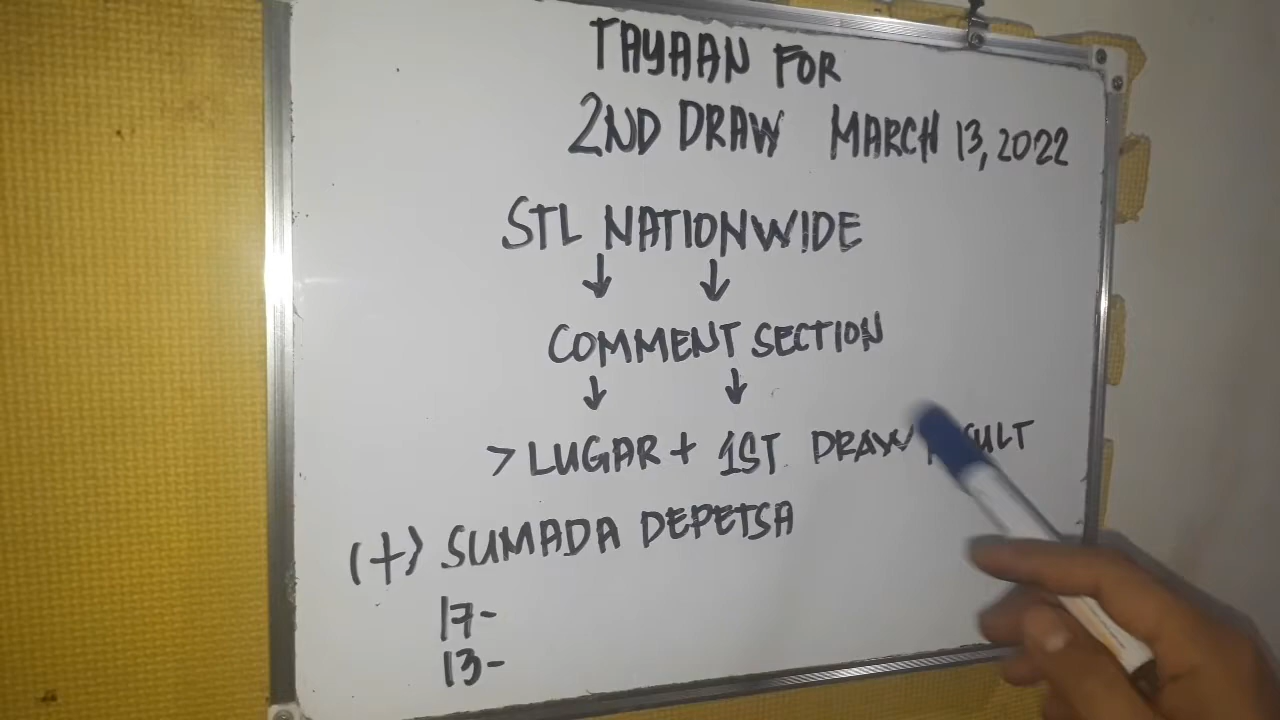 TAYAAN FOR
2ND DRAW MARCH 13, 2022
STL NATIONWIDE
↓ ↓
COMMENT SECTION
↓ ↓
> LUGAR + 1ST DRAW
(+) SUMADA DEPETSA
17-
13-